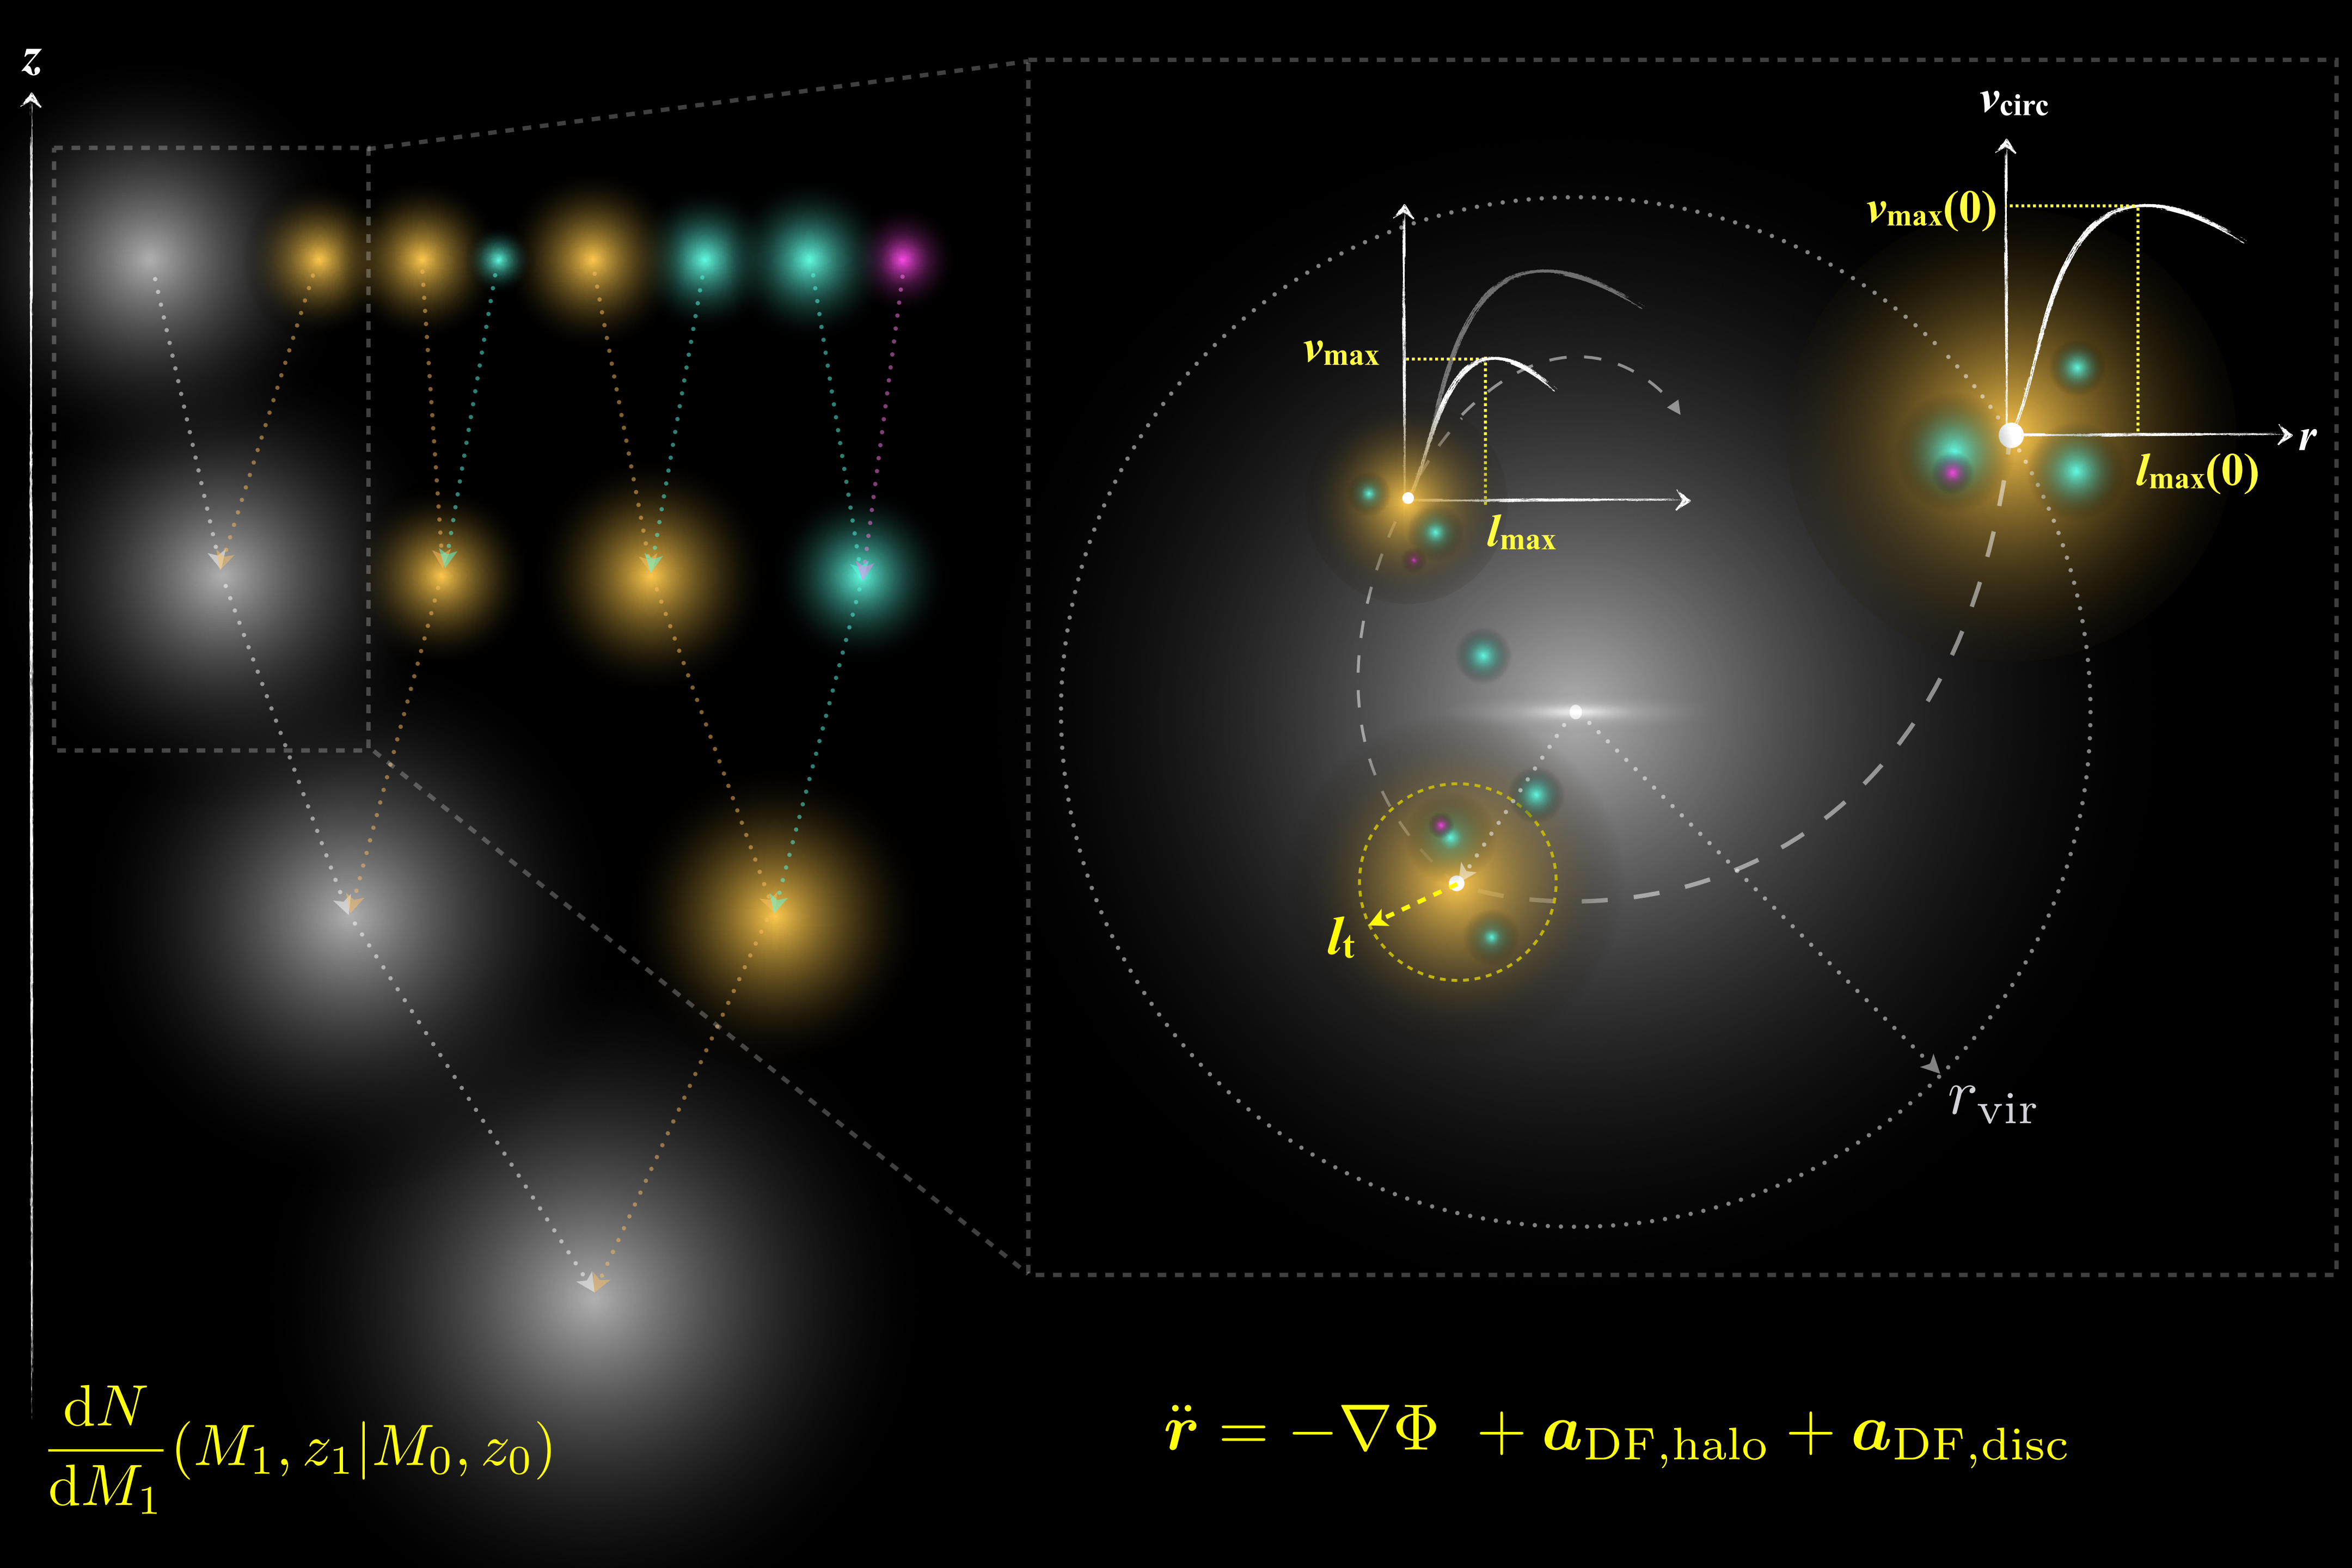 z
v_circ
v_max(0)
r
l_max(0)
v_max
l_max
l_t
r_vir
dN/dM_1 (M_1, z_1|M_0, z_0)
r̈ = −∇Φ + a_DF,halo + a_DF,disc